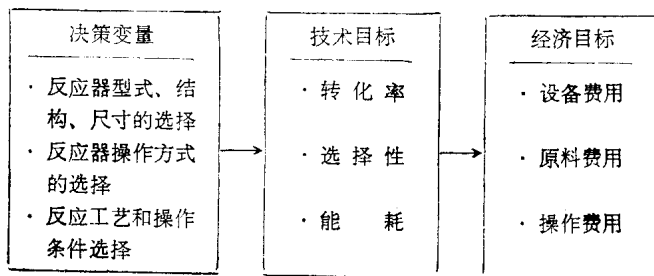 决策变量
· 反应器型式、结
构、尺寸的选择
· 反应器操作方式
的选择
· 反应工艺和操作
条件选择
技术目标
· 转化率
· 选择性
· 能耗
经济目标
· 设备费用
· 原料费用
· 操作费用